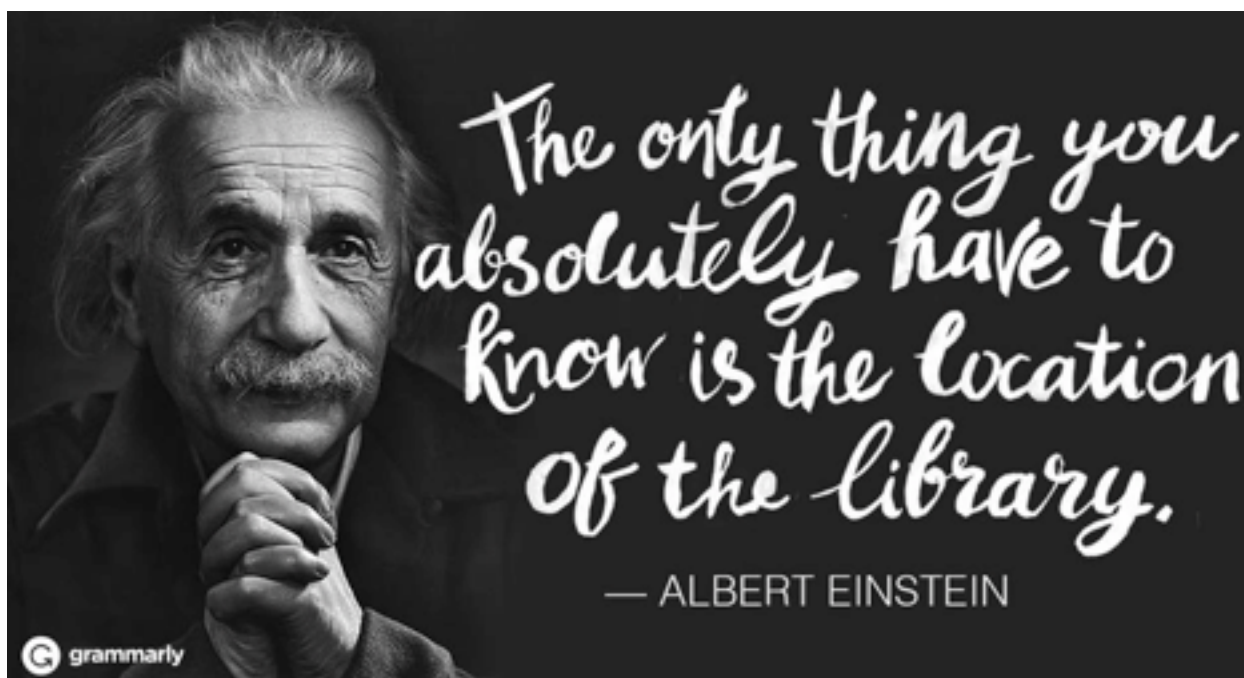 The only thing you
absolutely have to
know is the location
of the library.
— ALBERT EINSTEIN
grammarly